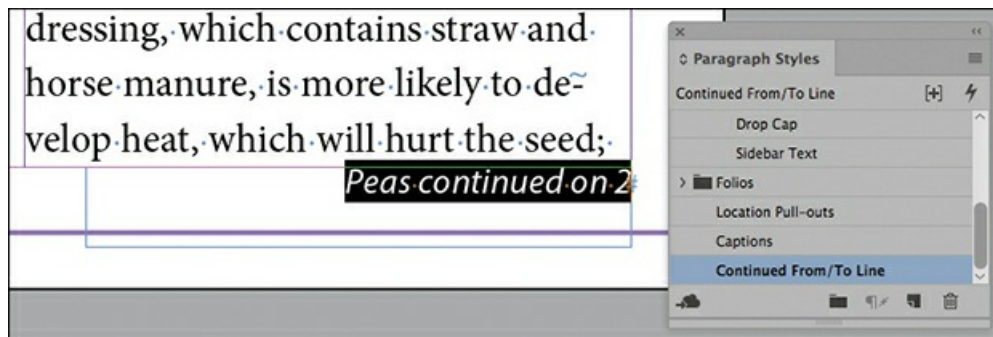 dressing, which contains straw and
horse manure, is more likely to de-
velop heat, which will hurt the seed;
Peas continued on 2
Paragraph Styles
Continued From/To Line
Drop Cap
Sidebar Text
Folios
Location Pull-outs
Captions
Continued From/To Line